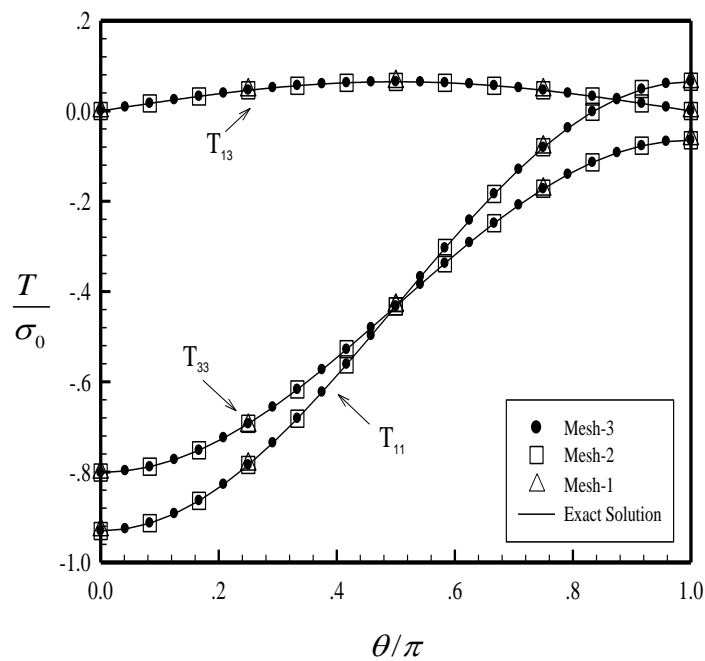 .2
0.0
-.2
-.4
-.6
-.8
-1.0
T/σ₀
T₁₃
T₃₃
T₁₁
Mesh-3
Mesh-2
Mesh-1
Exact Solution
0.0 .2 .4 .6 .8 1.0
θ/π